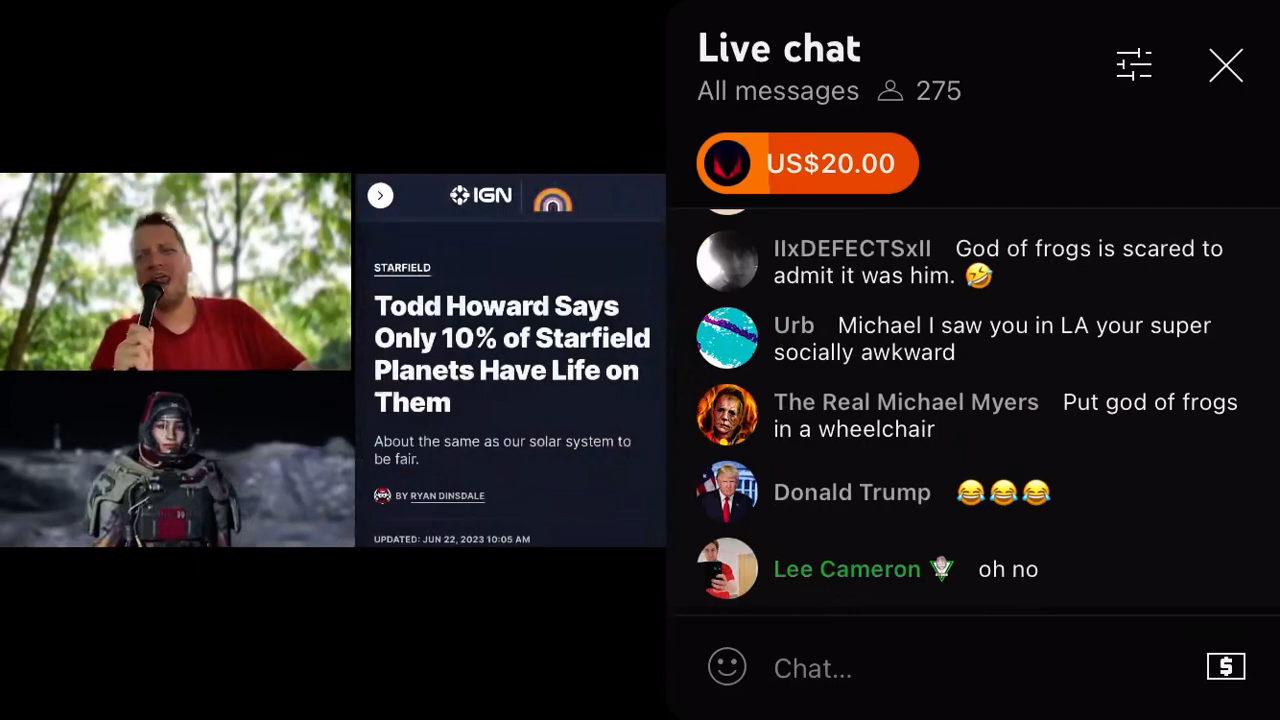 IGN
STARFIELD
Todd Howard Says
Only 10% of Starfield
Planets Have Life on
Them
About the same as our solar system to
be fair.
BY RYAN DINSDALE
UPDATED: JUN 22, 2023 10:05 AM
Live chat
All messages 275
US$20.00
IIxDEFECTSxII God of frogs is scared to
admit it was him. 🤣
Urb Michael I saw you in LA your super
socially awkward
The Real Michael Myers Put god of frogs
in a wheelchair
Donald Trump 😂😂😂
Lee Cameron oh no
Chat...